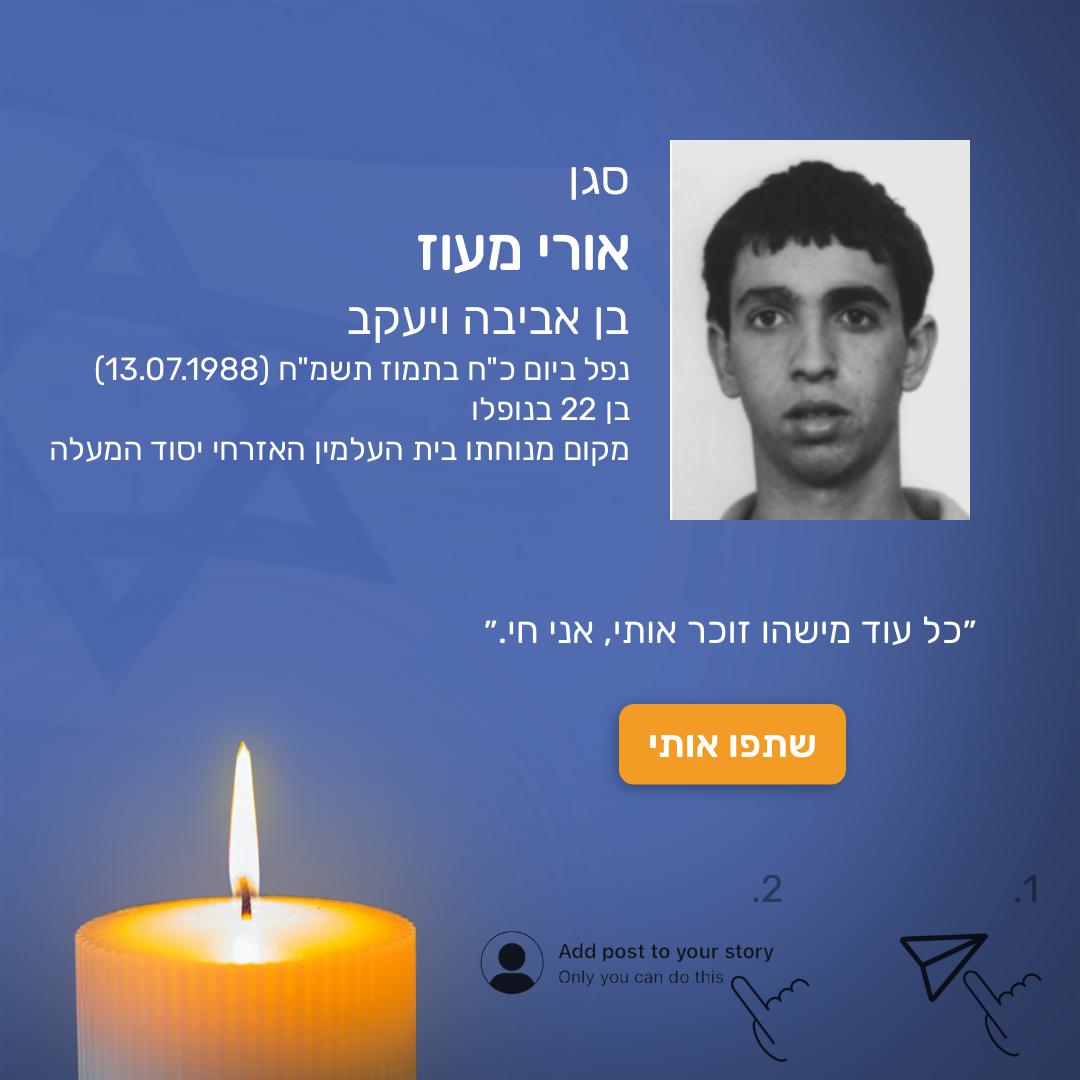 סגן
אורי מעוז
בן אביבה ויעקב
נפל ביום כ"ח בתמוז תשמ"ח (13.07.1988)
בן 22 בנופלו
מקום מנוחתו בית העלמין האזרחי יסוד המעלה
״כל עוד מישהו זוכר אותי, אני חי.״
שתפו אותי
.1
.2
Add post to your story
Only you can do this